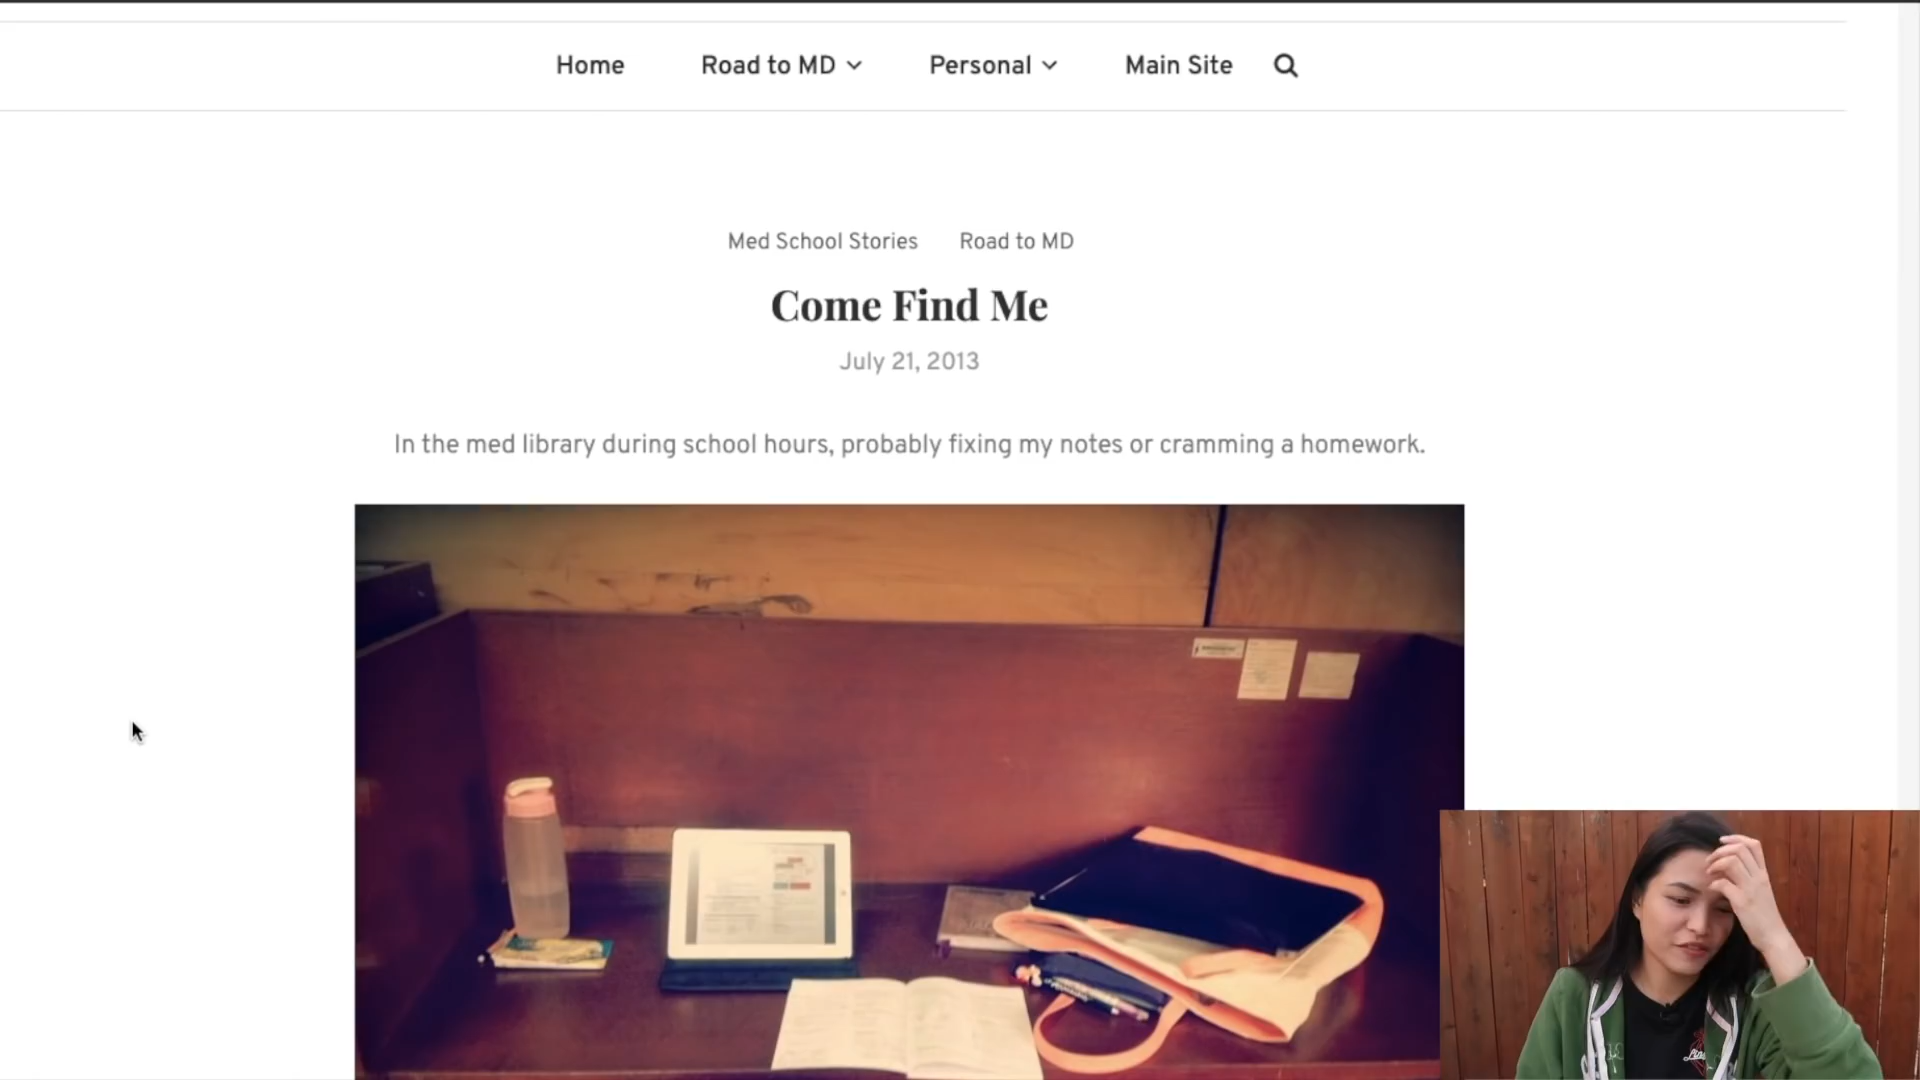 Home Road to MD Personal Main Site
Med School Stories Road to MD
Come Find Me
July 21, 2013
In the med library during school hours, probably fixing my notes or cramming a homework.